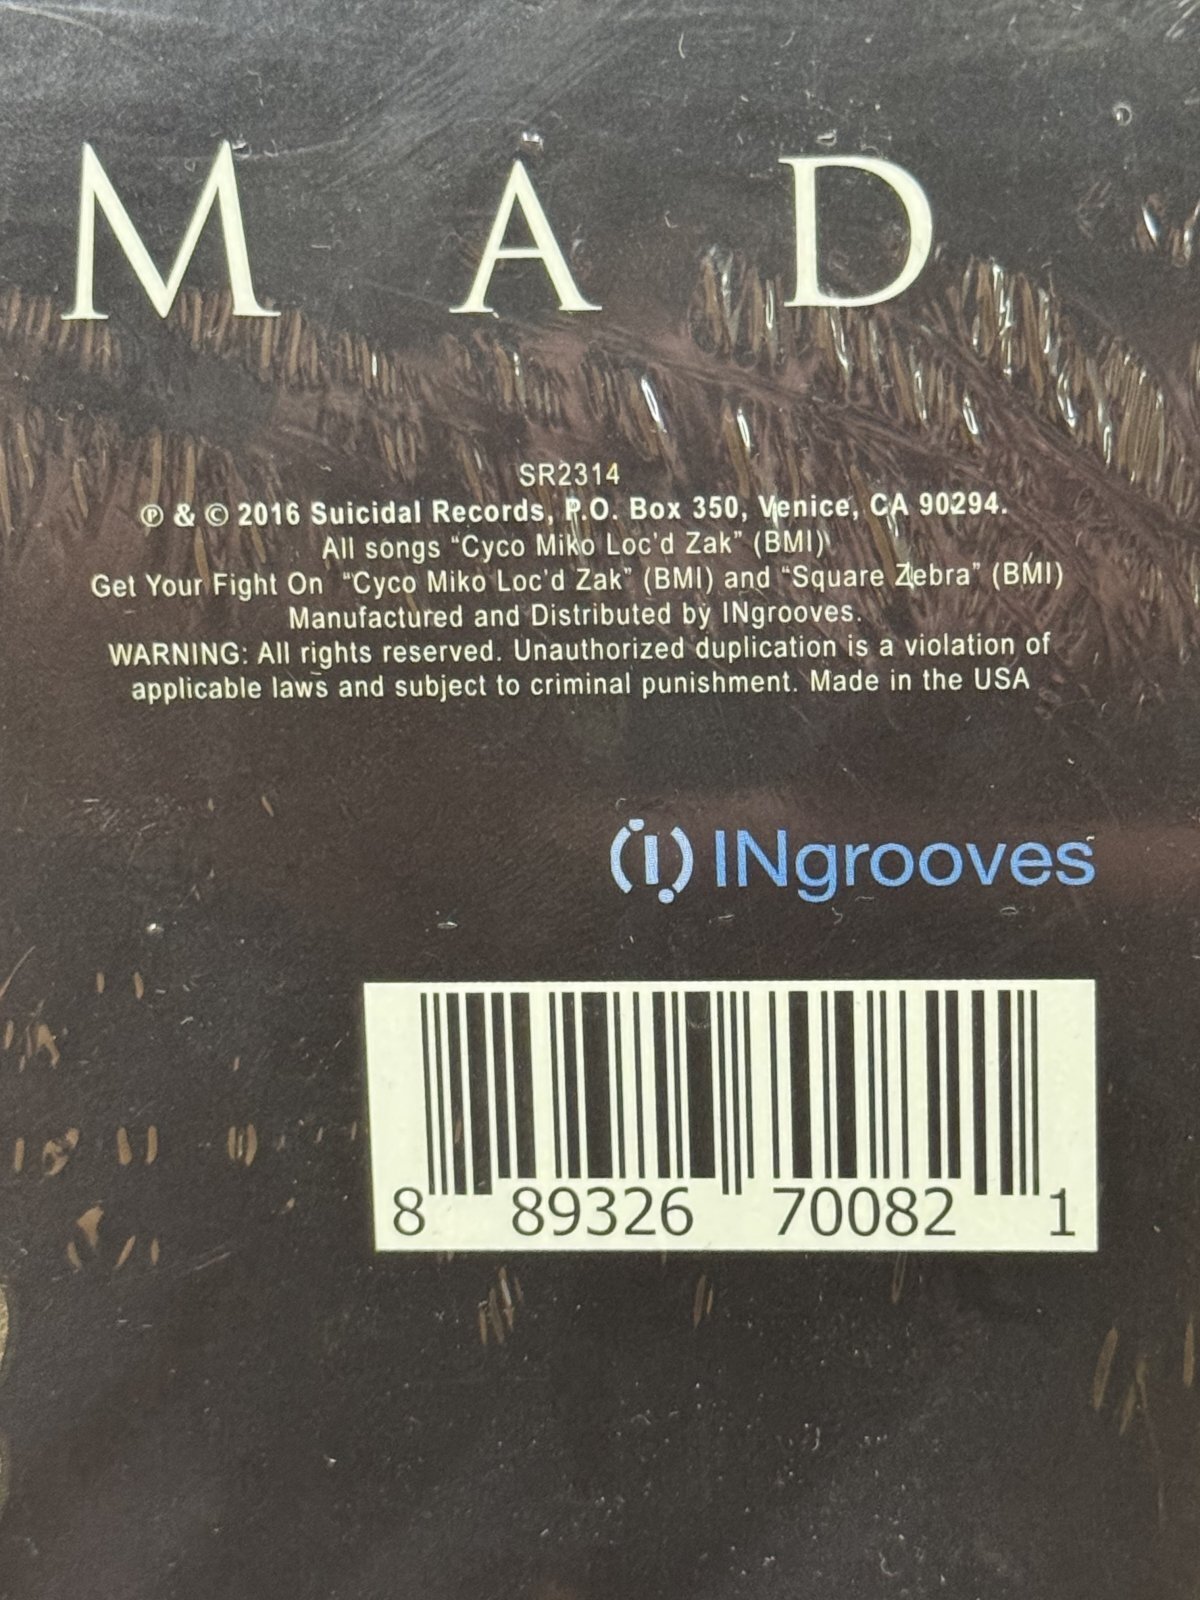 MAD
SR2314
℗ & © 2016 Suicidal Records, P.O. Box 350, Venice, CA 90294.
All songs “Cyco Miko Loc'd Zak” (BMI)
Get Your Fight On “Cyco Miko Loc'd Zak” (BMI) and “Square Zebra” (BMI)
Manufactured and Distributed by INgrooves.
WARNING: All rights reserved. Unauthorized duplication is a violation of
applicable laws and subject to criminal punishment. Made in the USA
INgrooves
8 89326 70082 1